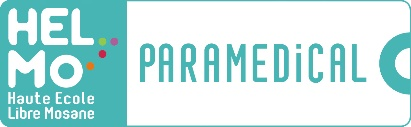 HEL
MO
Haute Ecole
Libre Mosane
PARAMEDiCAL